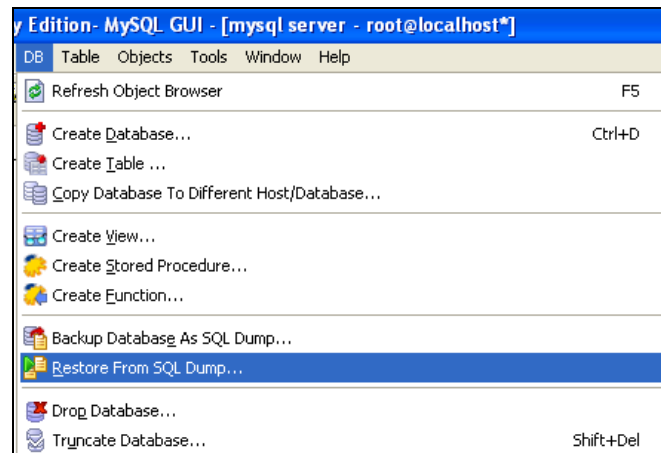 y Edition- MySQL GUI - [mysql server - root@localhost*]
DB Table Objects Tools Window Help
Refresh Object Browser F5
Create Database... Ctrl+D
Create Table ...
Copy Database To Different Host/Database...
Create View...
Create Stored Procedure...
Create Function...
Backup Database As SQL Dump...
Restore From SQL Dump...
Drop Database...
Truncate Database... Shift+Del